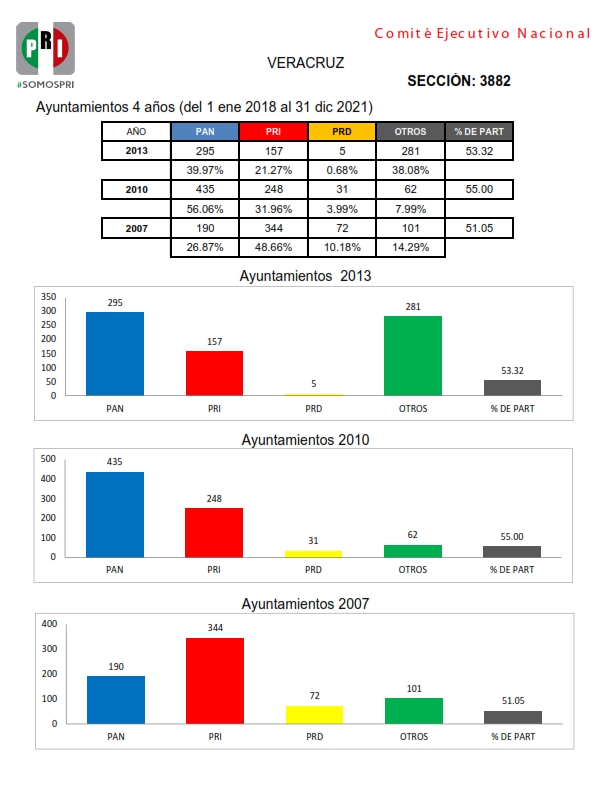 Comité Ejecutivo Nacional
PRI
#SOMOSPRI
VERACRUZ
SECCIÓN: 3882
Ayuntamientos 4 años (del 1 ene 2018 al 31 dic 2021)
AÑO PAN PRI PRD OTROS % DE PART
2013 295 157 5 281 53.32
39.97% 21.27% 0.68% 38.08%
2010 435 248 31 62 55.00
56.06% 31.96% 3.99% 7.99%
2007 190 344 72 101 51.05
26.87% 48.66% 10.18% 14.29%
Ayuntamientos 2013
350
300
250
200
150
100
50
0
295 157 5 281 53.32
PAN PRI PRD OTROS % DE PART
Ayuntamientos 2010
500
400
300
200
100
0
435 248 31 62 55.00
PAN PRI PRD OTROS % DE PART
Ayuntamientos 2007
400
300
200
100
0
190 344 72 101 51.05
PAN PRI PRD OTROS % DE PART